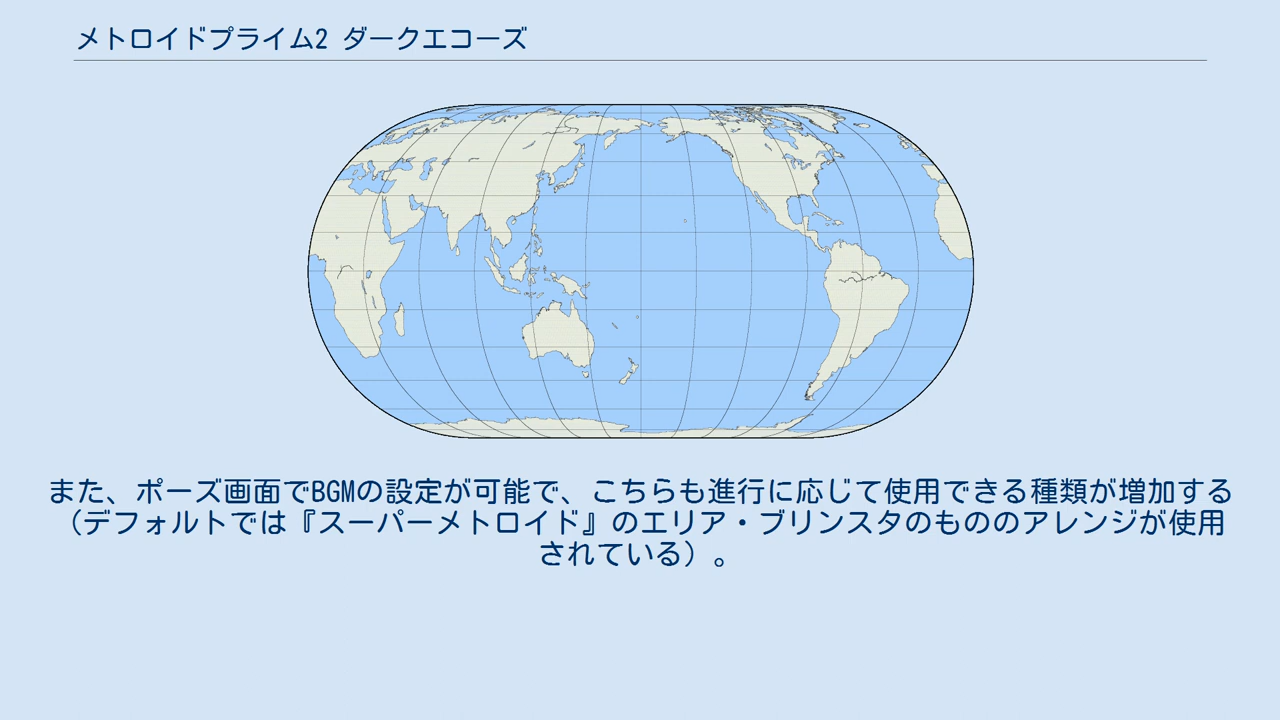 メトロイドプライム2 ダークエコーズ
また、ポーズ画面でBGMの設定が可能で、こちらも進行に応じて使用できる種類が増加する
（デフォルトでは『スーパーメトロイド』のエリア・ブリンスタのもののアレンジが使用
されている）。